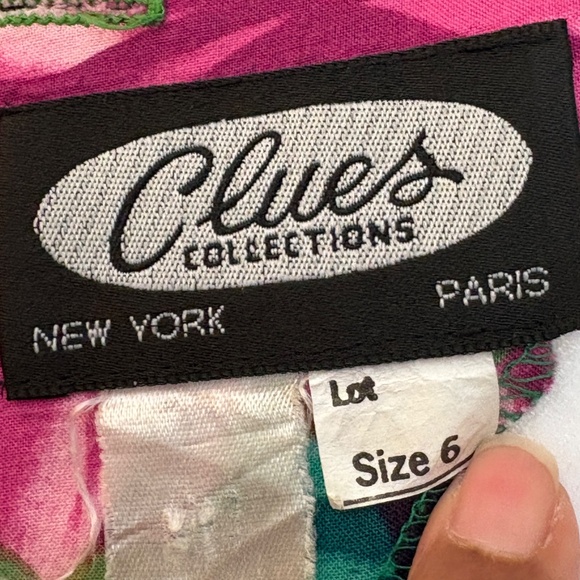 Clues
COLLECTIONS
NEW YORK
PARIS
Lot
Size 6